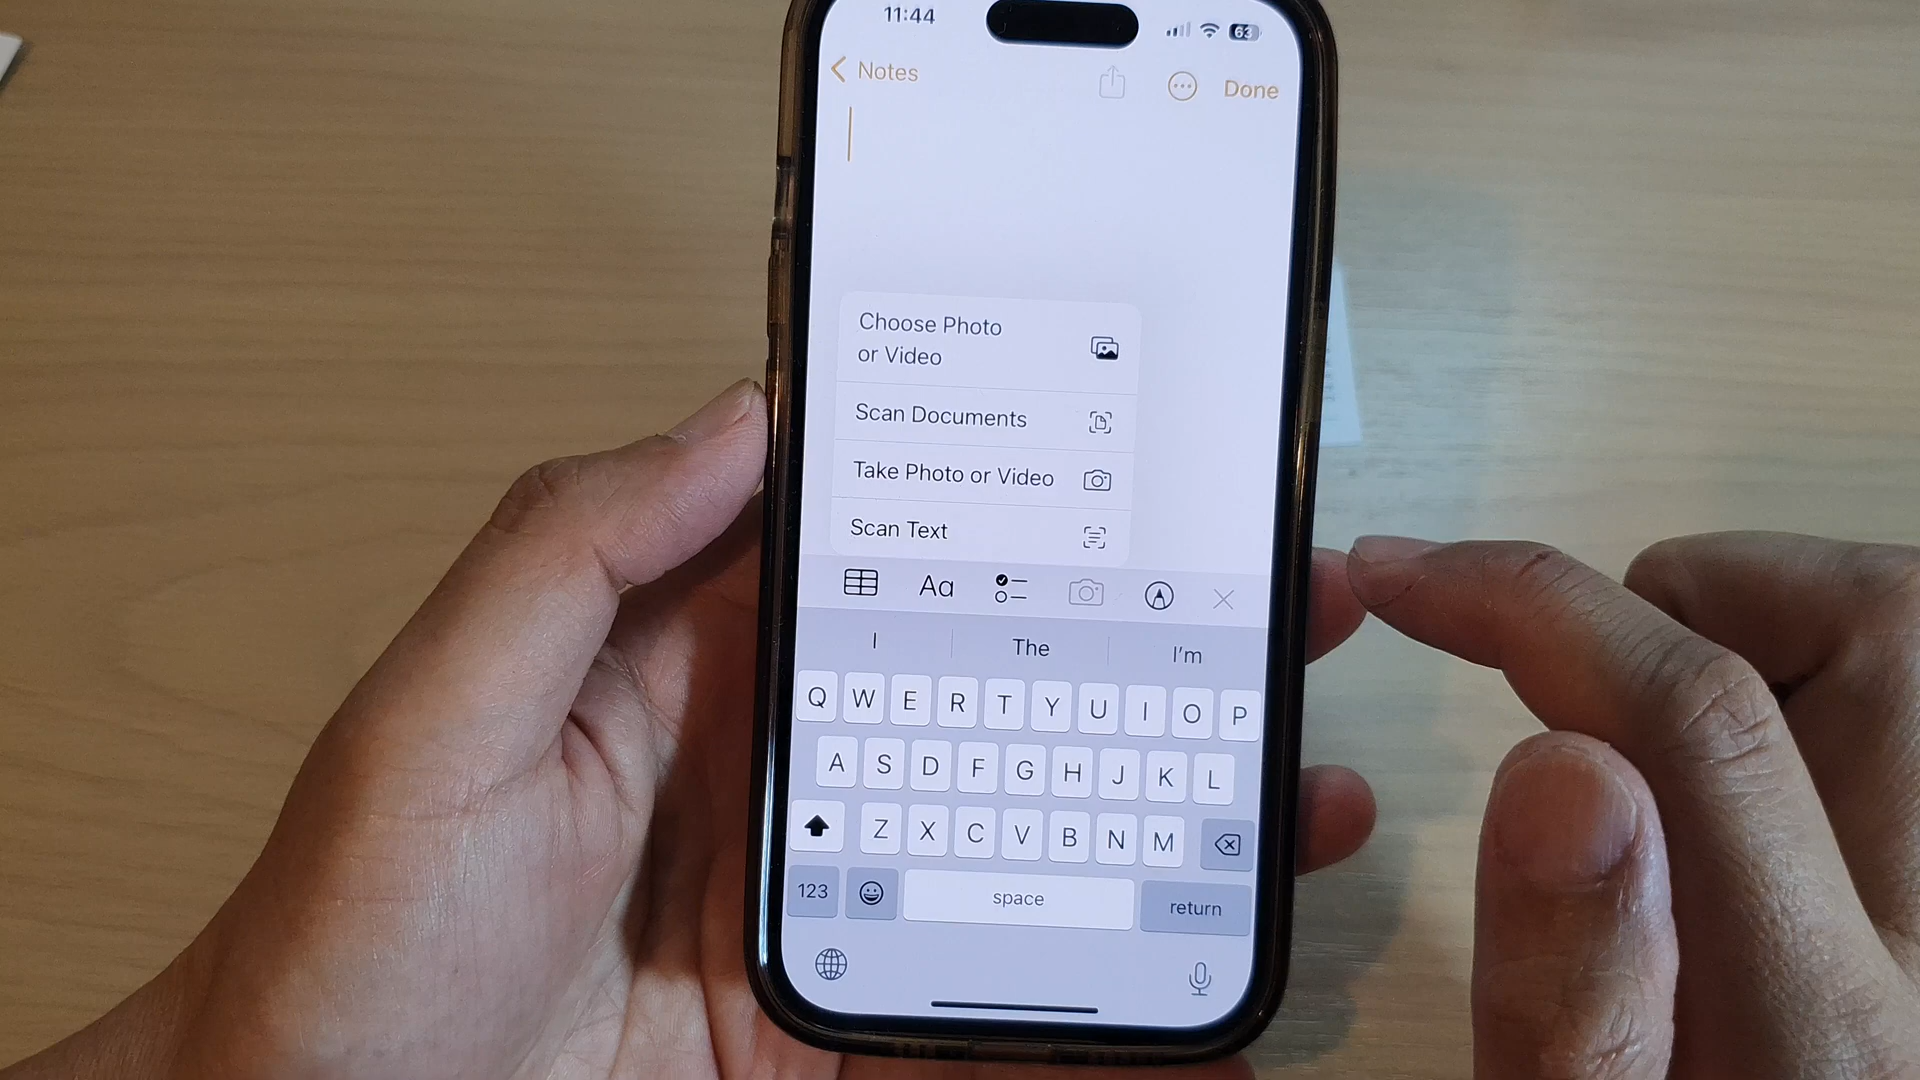 11:44
63
Notes
Done
Choose Photo
or Video
Scan Documents
Take Photo or Video
Scan Text
Aa
I The I'm
Q W E R T Y U I O P
A S D F G H J K L
Z X C V B N M
123 space return